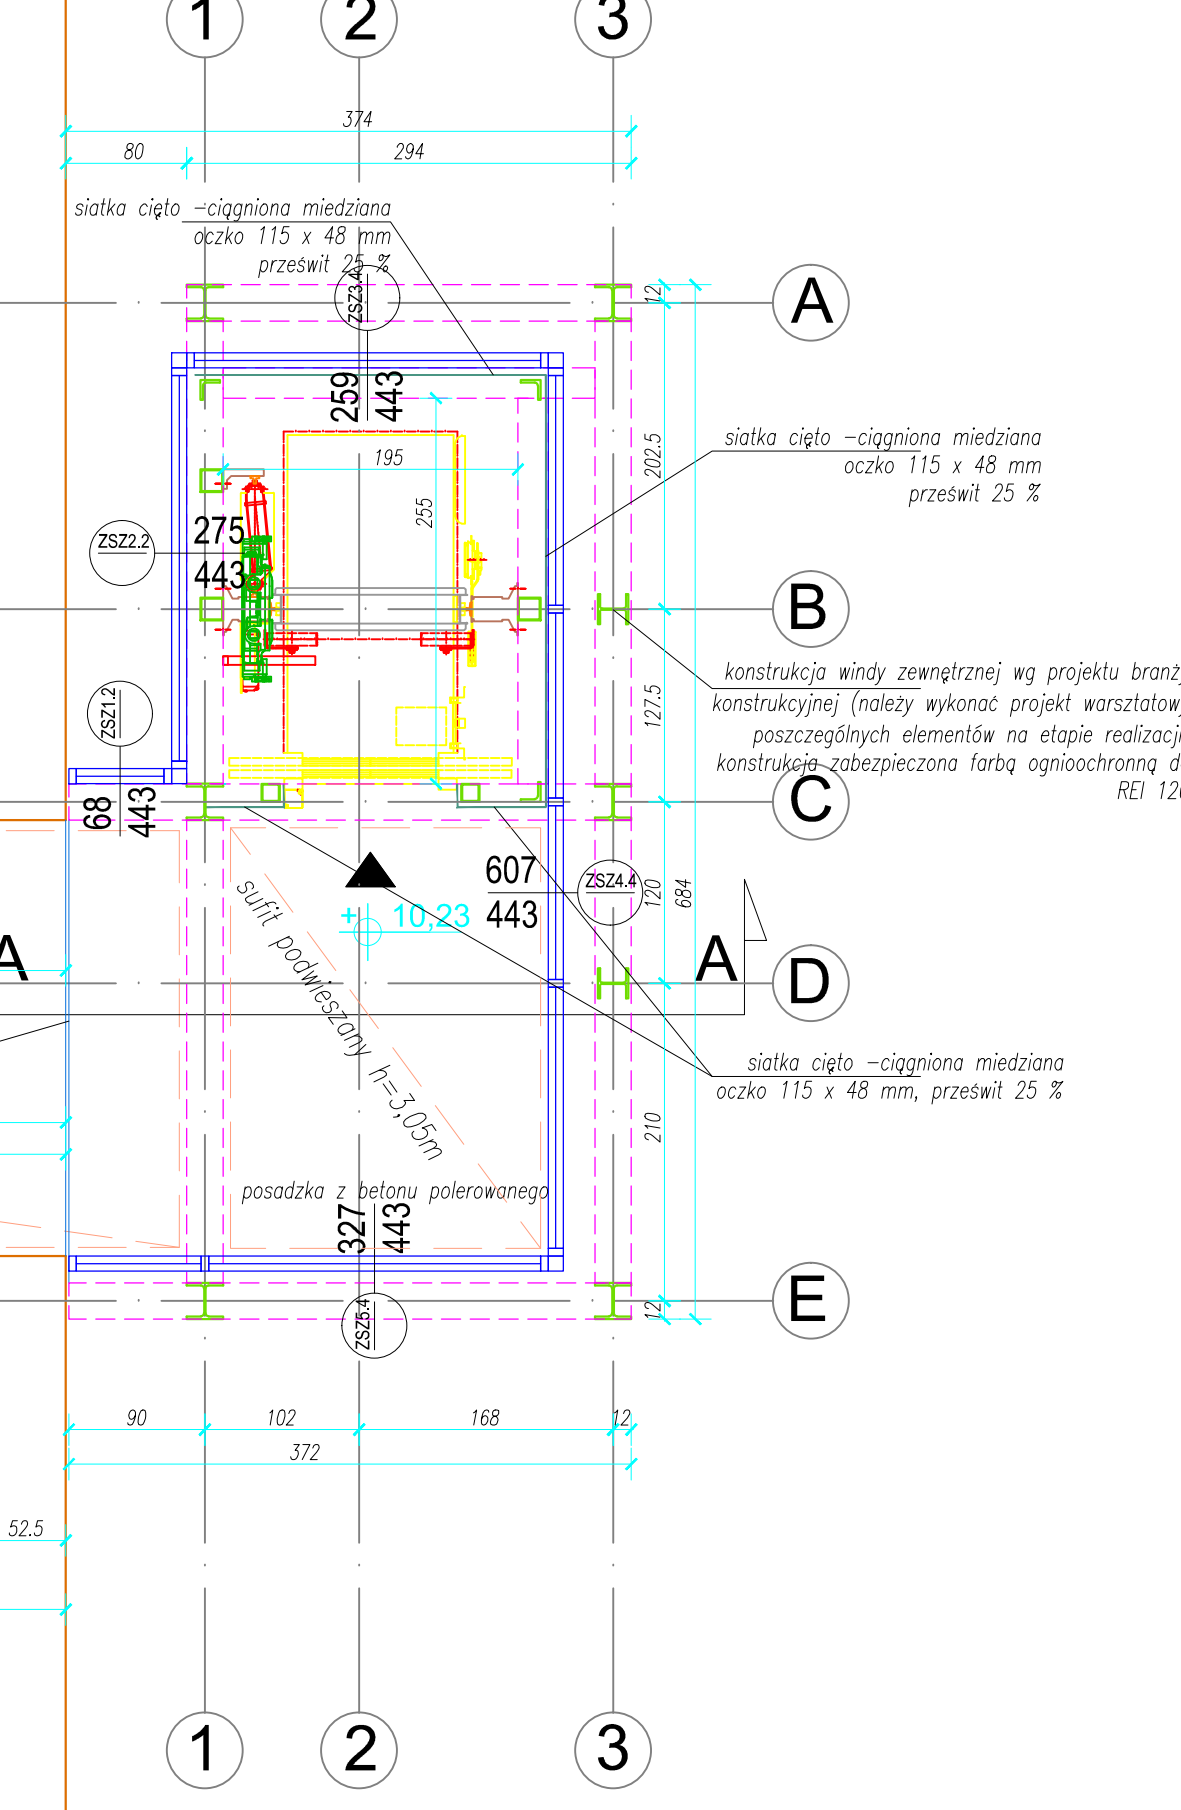 1 2 3
374
80 294
siatka cięto –ciągniona miedziana
oczko 115 x 48 mm
prześwit 25 %
ZSZ3.4
12
A
259
443
202.5
siatka cięto –ciągniona miedziana
oczko 115 x 48 mm
prześwit 25 %
195
255
ZSZ2.2
275
443
B
konstrukcja windy zewnętrznej wg projektu branż
konstrukcyjnej (należy wykonać projekt warsztatow
poszczególnych elementów na etapie realizacji
konstrukcja zabezpieczona farbą ognioochronną d
REI 120
127.5
ZSZ1.2
68
443
C
607
443
ZSZ4.4
120
684
+ 10,23
sufit podwieszany h=3,05m
A
A
D
siatka cięto –ciągniona miedziana
oczko 115 x 48 mm, prześwit 25 %
210
posadzka z betonu polerowanego
327
443
ZSZ5.4
12
E
90 102 168 12
372
52.5
1 2 3